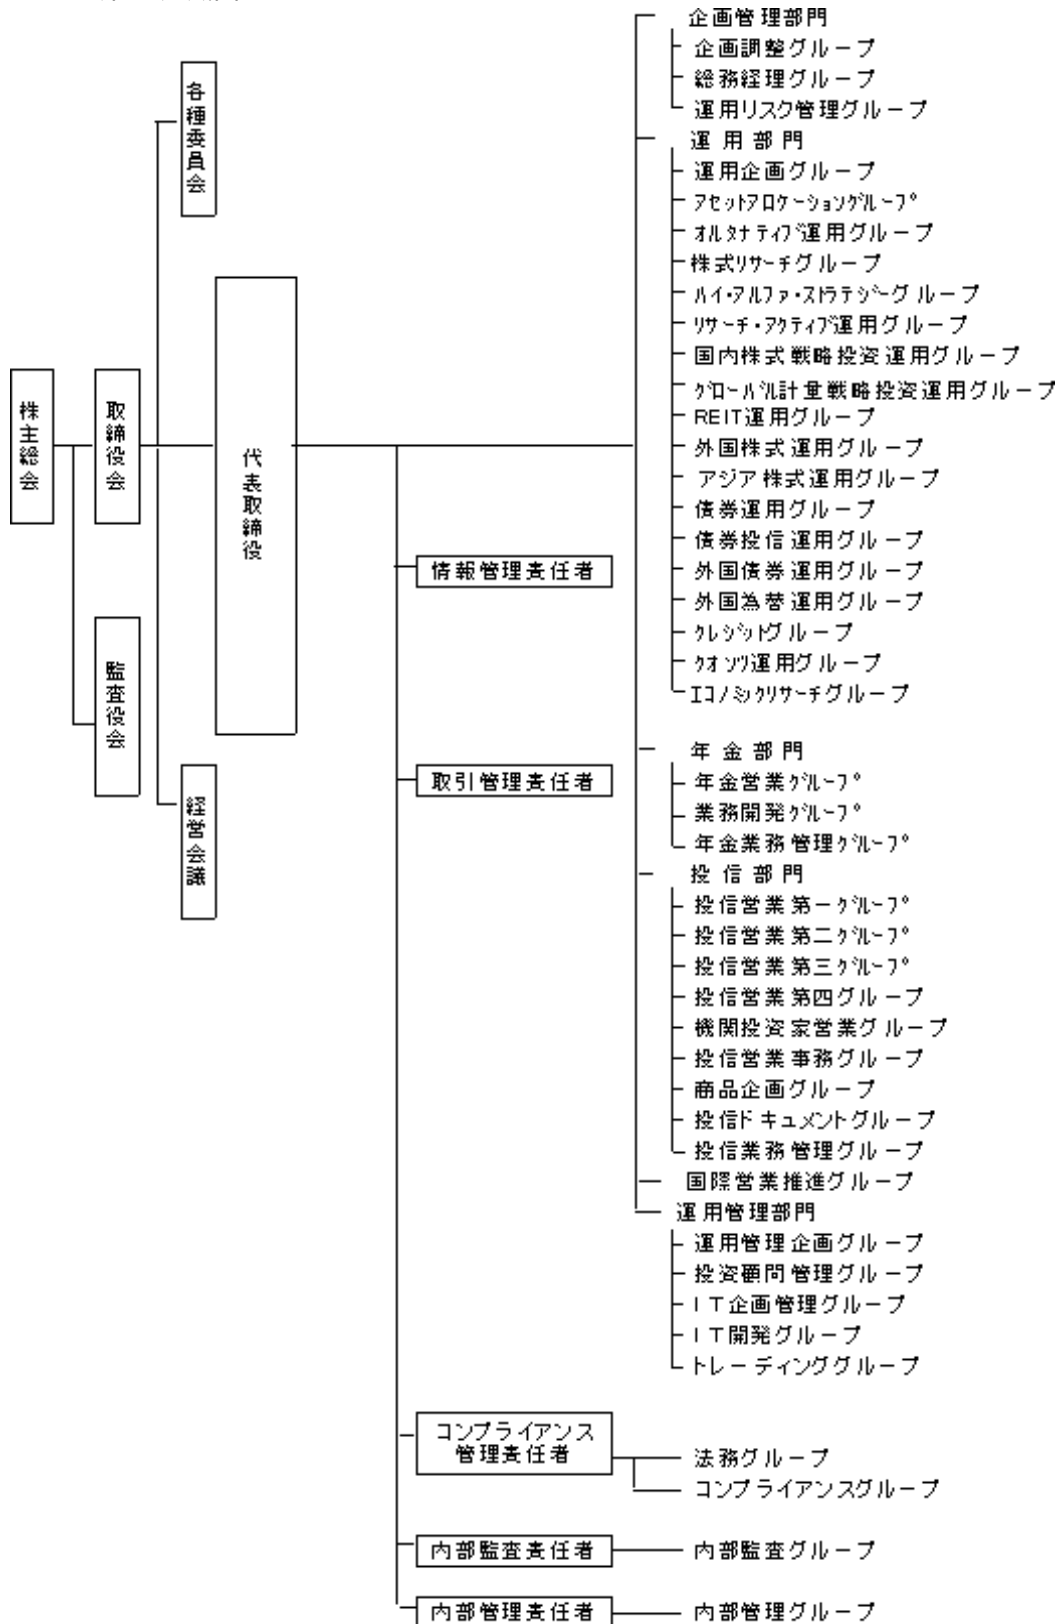 株主総会
取締役会
監査役会
各種委員会
経営会議
代表取締役
情報管理責任者
取引管理責任者
コンプライアンス
管理責任者
内部監査責任者
内部管理責任者
企画管理部門
企画調整グループ
総務経理グループ
運用リスク管理グループ
運用部門
運用企画グループ
ｱｾｯﾄｱﾛｹｰｼｮﾝｸﾞﾙｰﾌﾟ
ｵﾙﾀﾅﾃｨﾌﾞ運用グループ
株式ﾘｻｰﾁグループ
ﾊｲ・ｱﾙﾌｧ・ｽﾄﾗﾃｼﾞｰグループ
ﾘｻｰﾁ・ｱｸﾃｨﾌﾞ運用グループ
国内株式戦略投資運用グループ
ｸﾞﾛｰﾊﾞﾙ計量戦略投資運用グループ
REIT運用グループ
外国株式運用グループ
アジア株式運用グループ
債券運用グループ
債券投信運用グループ
外国債券運用グループ
外国為替運用グループ
ｸﾚｼﾞｯﾄグループ
ｸｵﾝﾂ運用グループ
ｴｺﾉﾐｯｸﾘｻｰﾁグループ
年金部門
年金営業ｸﾞﾙｰﾌﾟ
業務開発ｸﾞﾙｰﾌﾟ
年金業務管理ｸﾞﾙｰﾌﾟ
投信部門
投信営業第一ｸﾞﾙｰﾌﾟ
投信営業第二ｸﾞﾙｰﾌﾟ
投信営業第三ｸﾞﾙｰﾌﾟ
投信営業第四グループ
機関投資家営業グループ
投信営業事務グループ
商品企画グループ
投信ドキュメントグループ
投信業務管理グループ
国際営業推進グループ
運用管理部門
運用管理企画グループ
投資顧問管理グループ
ＩＴ企画管理グループ
ＩＴ開発グループ
トレーディンググループ
法務グループ
コンプライアンスグループ
内部監査グループ
内部管理グループ